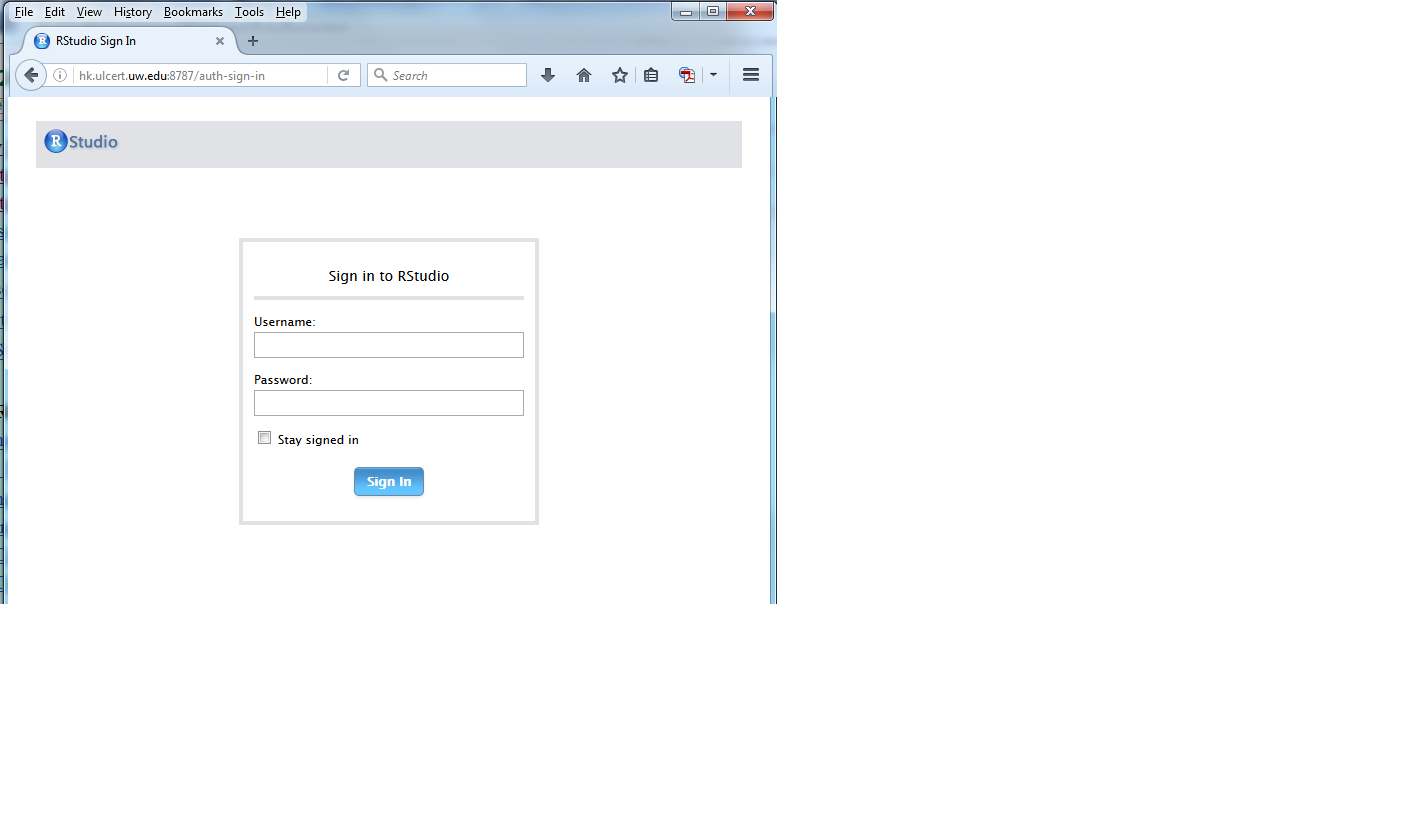 File Edit View History Bookmarks Tools Help
R RStudio Sign In
hk.ulcert.uw.edu:8787/auth-sign-in
Search
R Studio
Sign in to RStudio
Username:
Password:
Stay signed in
Sign In